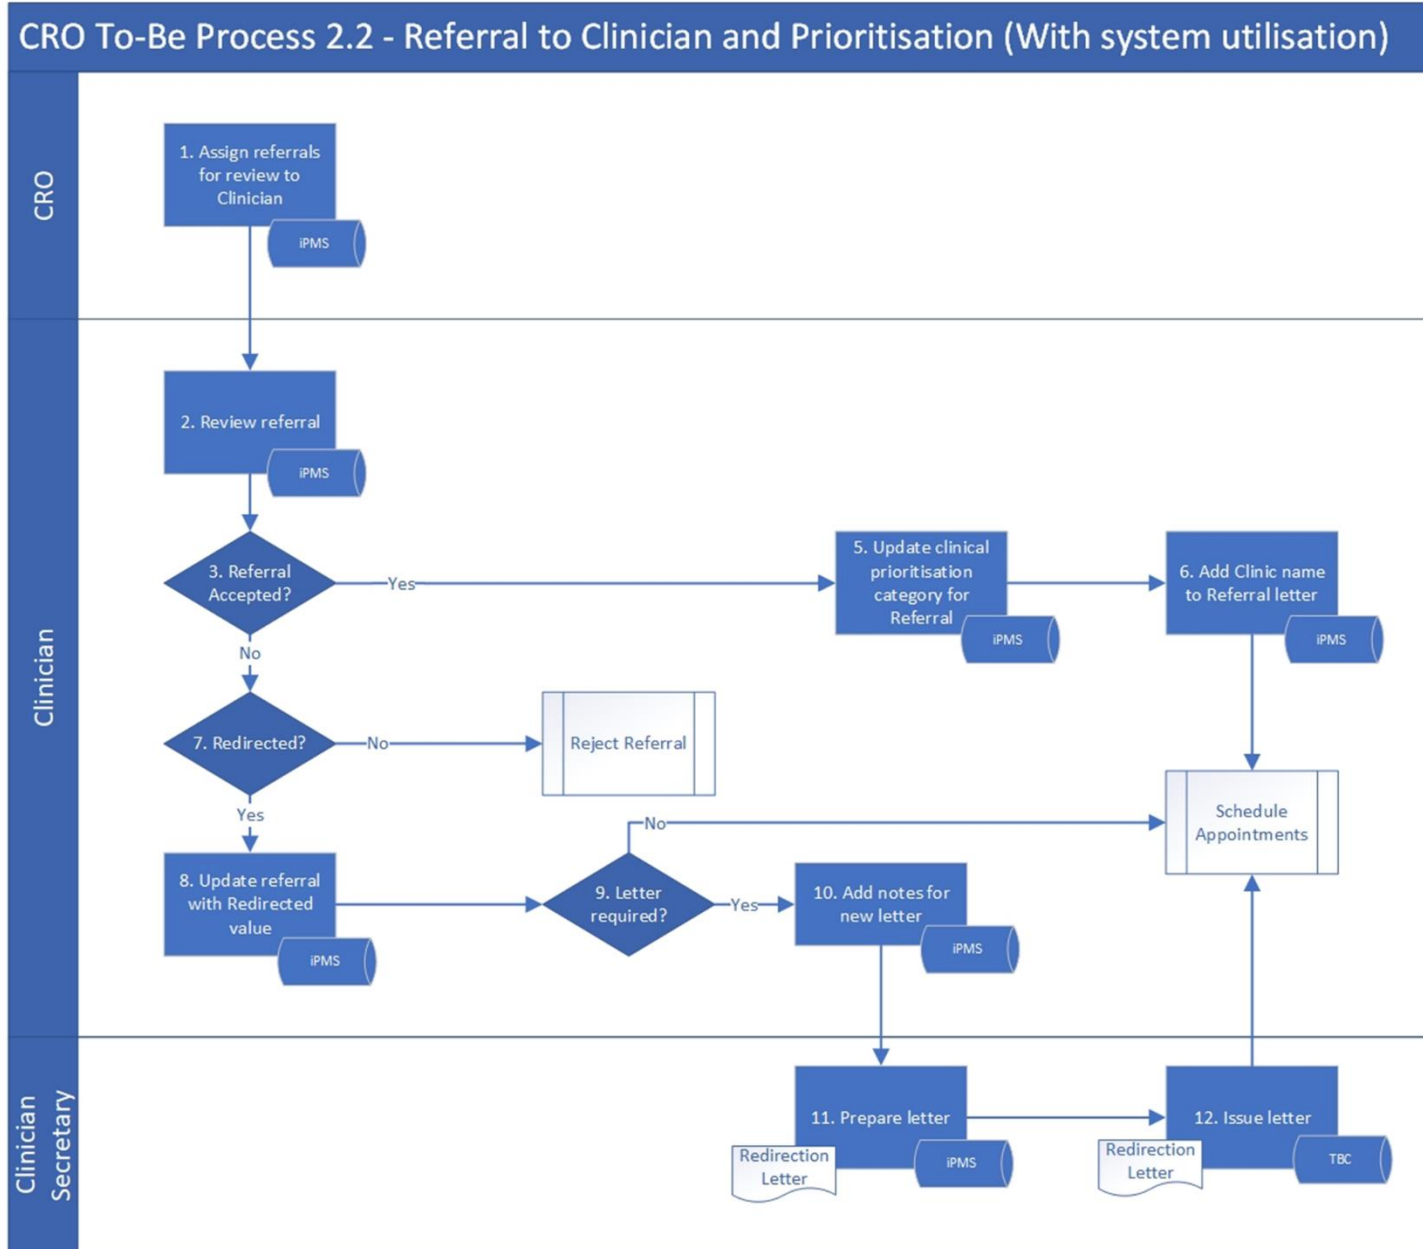 CRO To-Be Process 2.2 - Referral to Clinician and Prioritisation (With system utilisation)
CRO
1. Assign referrals
for review to
Clinician
iPMS
Clinician
2. Review referral
iPMS
3. Referral
Accepted?
Yes
5. Update clinical
prioritisation
category for
Referral
iPMS
6. Add Clinic name
to Referral letter
iPMS
No
7. Redirected?
No
Reject Referral
Schedule
Appointments
Yes
No
8. Update referral
with Redirected
value
iPMS
9. Letter
required?
Yes
10. Add notes for
new letter
iPMS
Clinician
Secretary
11. Prepare letter
Redirection
Letter
iPMS
12. Issue letter
Redirection
Letter
TBC